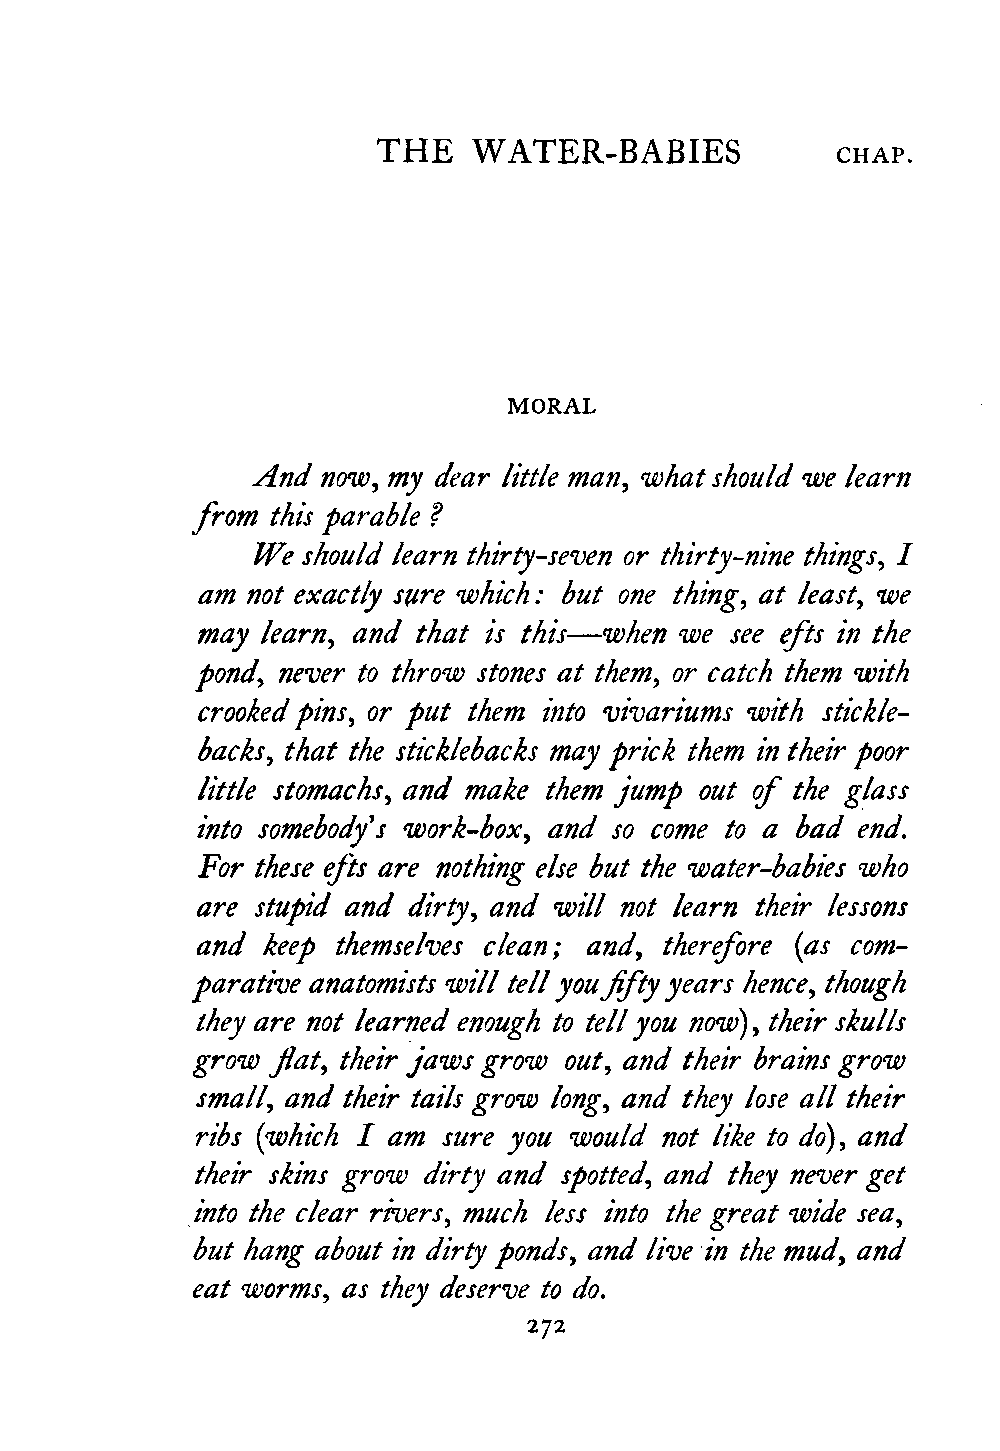 THE WATER-BABIES CHAP.
MORAL
And now, my dear little man, what should we learn
from this parable?
We should learn thirty-seven or thirty-nine things, I
am not exactly sure which: but one thing, at least, we
may learn, and that is this—when we see efts in the
pond, never to throw stones at them, or catch them with
crooked pins, or put them into vivariums with stickle-
backs, that the sticklebacks may prick them in their poor
little stomachs, and make them jump out of the glass
into somebody's work-box, and so come to a bad end.
For these efts are nothing else but the water-babies who
are stupid and dirty, and will not learn their lessons
and keep themselves clean; and, therefore (as com-
parative anatomists will tell you fifty years hence, though
they are not learned enough to tell you now), their skulls
grow flat, their jaws grow out, and their brains grow
small, and their tails grow long, and they lose all their
ribs (which I am sure you would not like to do), and
their skins grow dirty and spotted, and they never get
into the clear rivers, much less into the great wide sea,
but hang about in dirty ponds, and live in the mud, and
eat worms, as they deserve to do.
272